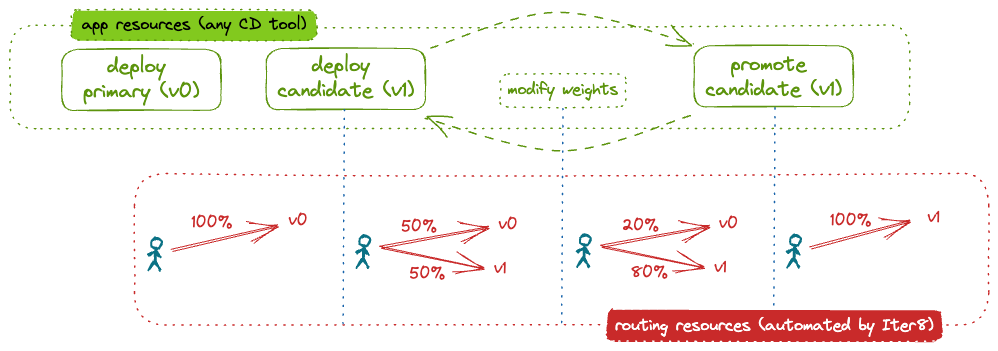 app resources (any CD tool)
deploy
primary (v0)
deploy
candidate (v1)
modify weights
promote
candidate (v1)
100%
v0
50%
v0
50%
v1
20%
v0
80%
v1
100%
v1
routing resources (automated by Iter8)